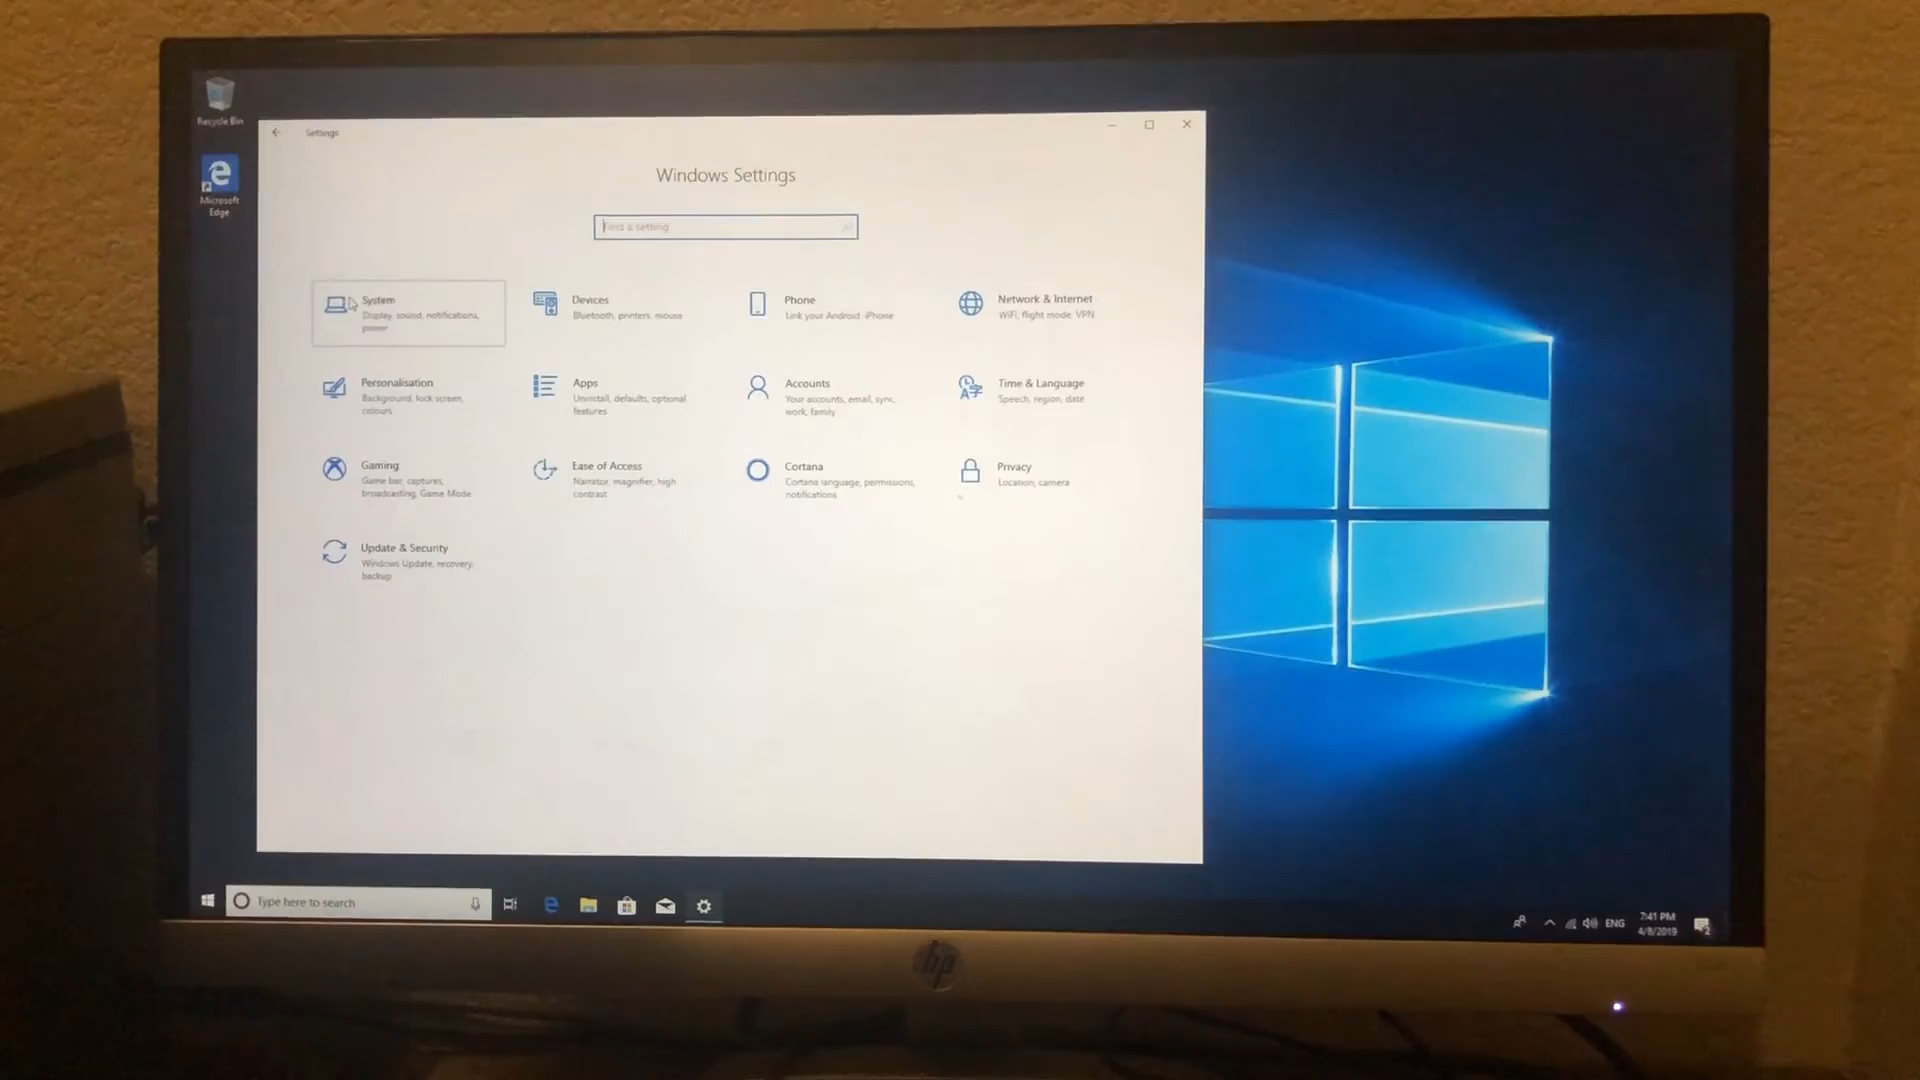 Recycle Bin
Microsoft
Edge
Settings
Windows Settings
Find a setting
System
Display, sound, notifications,
power
Devices
Bluetooth, printers, mouse
Phone
Link your Android, iPhone
Network & Internet
WiFi, flight mode, VPN
Personalisation
Background, lock screen,
colours
Apps
Uninstall, defaults, optional
features
Accounts
Your accounts, email, sync,
work, family
Time & Language
Speech, region, date
Gaming
Game bar, captures,
broadcasting, Game Mode
Ease of Access
Narrator, magnifier, high
contrast
Cortana
Cortana language, permissions,
notifications
Privacy
Location, camera
Update & Security
Windows Update, recovery,
backup
Type here to search
ENG
7:41 PM
4/8/2019
2
hp